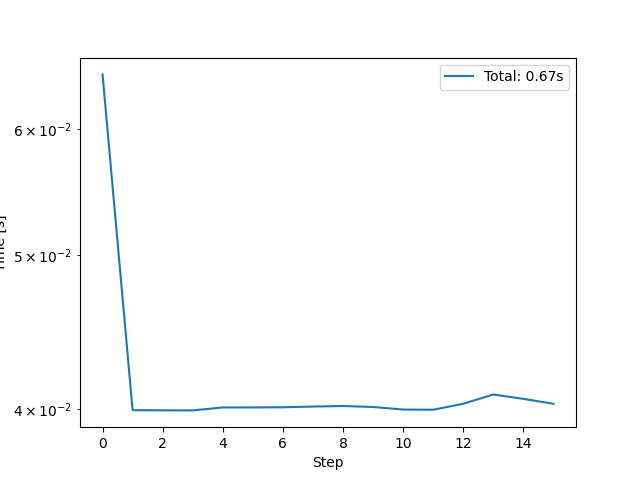 Total: 0.67s
6 × 10⁻²
5 × 10⁻²
4 × 10⁻²
[s]
0 2 4 6 8 10 12 14
Step